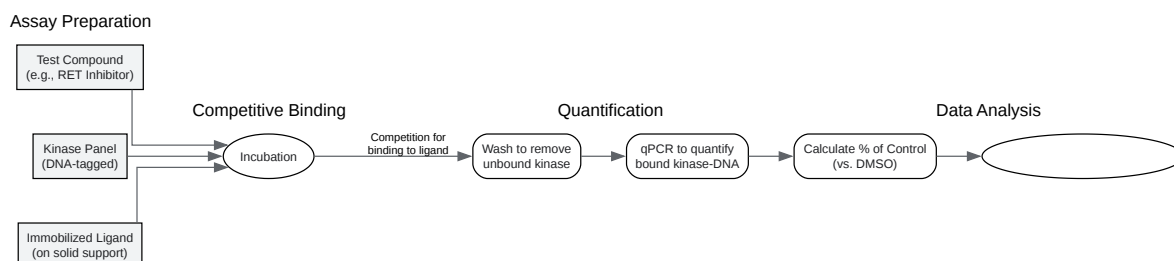 Assay Preparation
Test Compound
(e.g., RET Inhibitor)
Kinase Panel
(DNA-tagged)
Immobilized Ligand
(on solid support)
Competitive Binding
Incubation
Competition for
binding to ligand
Quantification
Wash to remove
unbound kinase
qPCR to quantify
bound kinase-DNA
Data Analysis
Calculate % of Control
(vs. DMSO)